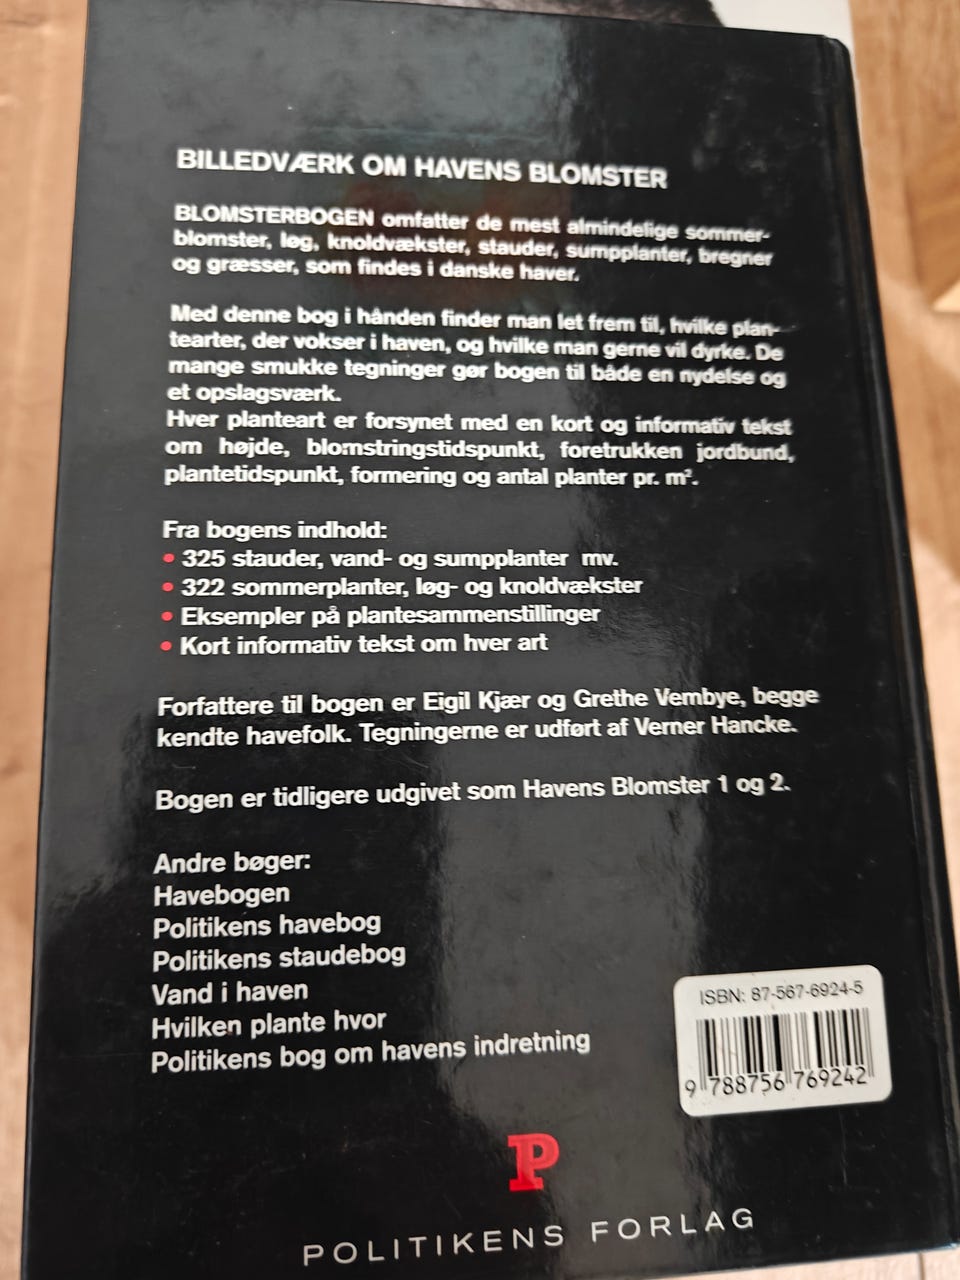 BILLEDVÆRK OM HAVENS BLOMSTER
BLOMSTERBOGEN omfatter de mest almindelige sommer-
blomster, løg, knoldvækster, stauder, sumpplanter, bregner
og græsser, som findes i danske haver.
Med denne bog i hånden finder man let frem til, hvilke plan-
tearter, der vokser i haven, og hvilke man gerne vil dyrke. De
mange smukke tegninger gør bogen til både en nydelse og
et opslagsværk.
Hver planteart er forsynet med en kort og informativ tekst
om højde, blomstringstidspunkt, foretrukken jordbund,
plantetidspunkt, formering og antal planter pr. m².
Fra bogens indhold:
• 325 stauder, vand- og sumpplanter mv.
• 322 sommerplanter, løg- og knoldvækster
• Eksempler på plantesammenstillinger
• Kort informativ tekst om hver art
Forfattere til bogen er Eigil Kjær og Grethe Vembye, begge
kendte havefolk. Tegningerne er udført af Verner Hancke.
Bogen er tidligere udgivet som Havens Blomster 1 og 2.
Andre bøger:
Havebogen
Politikens havebog
Politikens staudebog
Vand i haven
Hvilken plante hvor
Politikens bog om havens indretning
ISBN: 87-567-6924-5
9 788756 769242
P
POLITIKENS FORLAG